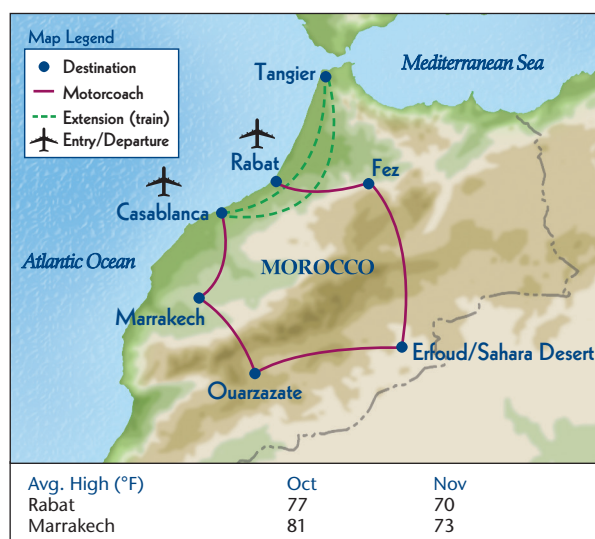 Map Legend
Destination
Motorcoach
Extension (train)
Entry/Departure
Mediterranean Sea
Tangier
Rabat
Fez
Casablanca
Atlantic Ocean
MOROCCO
Marrakech
Erfoud/Sahara Desert
Ouarzazate
Avg. High (°F) Oct Nov
Rabat 77 70
Marrakech 81 73